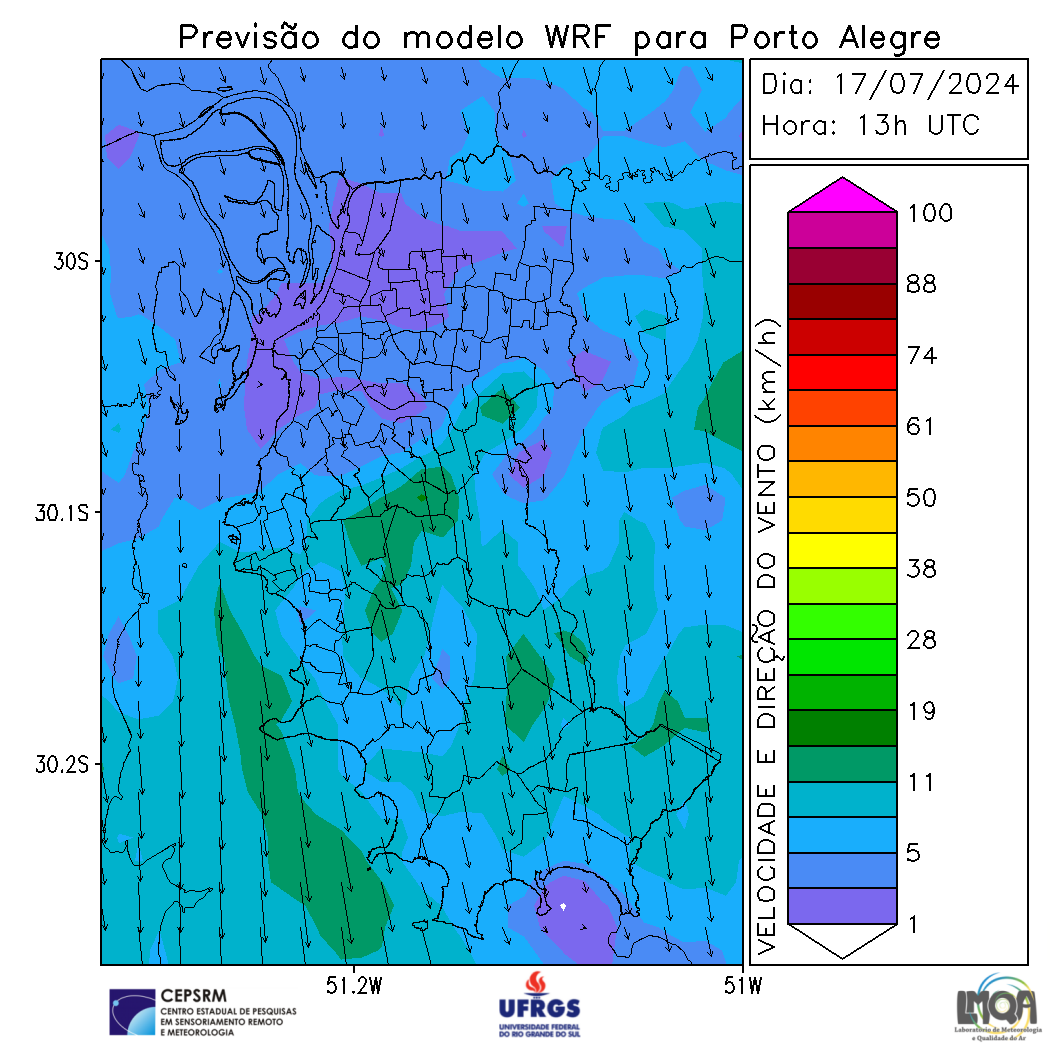 Previsão do modelo WRF para Porto Alegre
Dia: 17/07/2024
Hora: 13h UTC
30S
30.1S
30.2S
51.2W
51W
VELOCIDADE E DIREÇÃO DO VENTO (km/h)
100
88
74
61
50
38
28
19
11
5
1
CEPSRM
CENTRO ESTADUAL DE PESQUISAS
EM SENSORIAMENTO REMOTO
E METEOROLOGIA
UFRGS
UNIVERSIDADE FEDERAL
DO RIO GRANDE DO SUL
LMQA
Laboratório de Meteorologia
e Qualidade do Ar